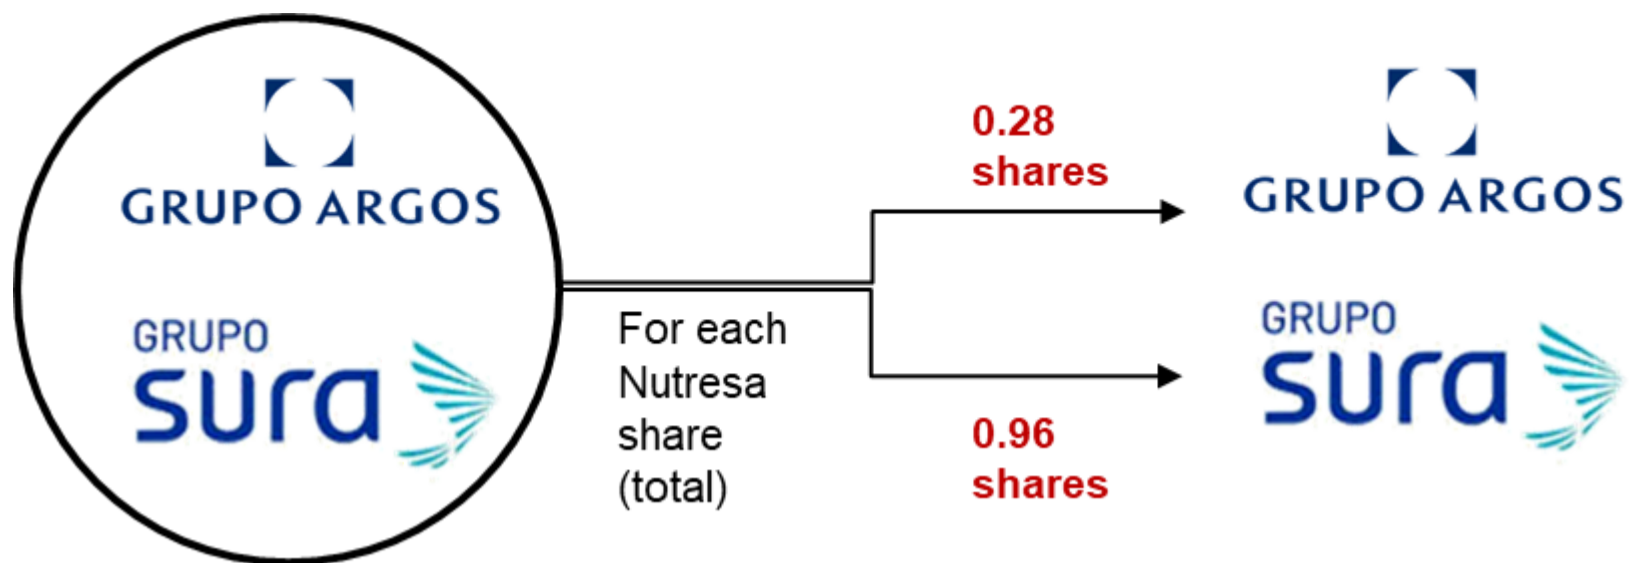 GRUPO ARGOS
GRUPO
sura
For each
Nutresa
share
(total)
0.28
shares
0.96
shares
GRUPO ARGOS
GRUPO
sura